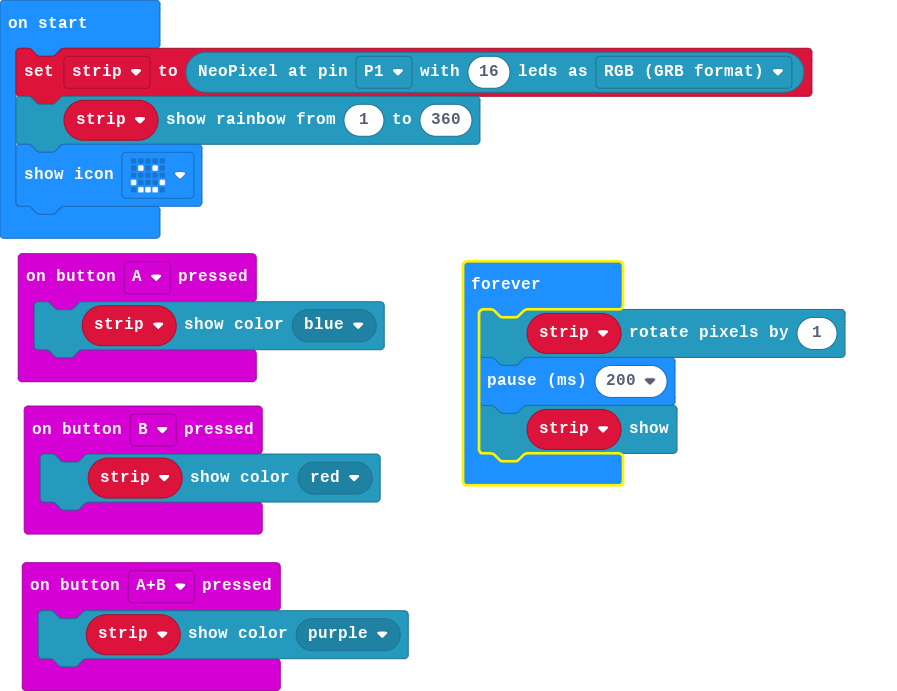 on start
set strip to NeoPixel at pin P1 with 16 leds as RGB (GRB format)
strip show rainbow from 1 to 360
show icon
on button A pressed
strip show color blue
on button B pressed
strip show color red
on button A+B pressed
strip show color purple
forever
strip rotate pixels by 1
pause (ms) 200
strip show